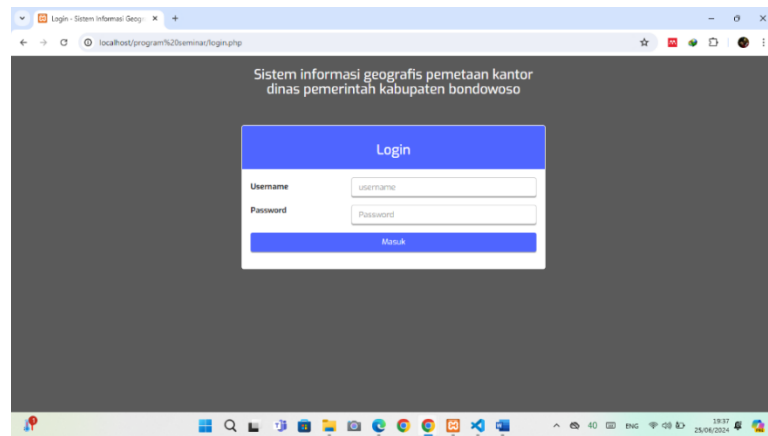 Login - Sistem Informasi Geogr
localhost/program%20seminar/login.php
Sistem informasi geografis pemetaan kantor
dinas pemerintah kabupaten bondowoso
Login
Username
username
Password
Password
Masuk
40
ENG
19:37
25/06/2024